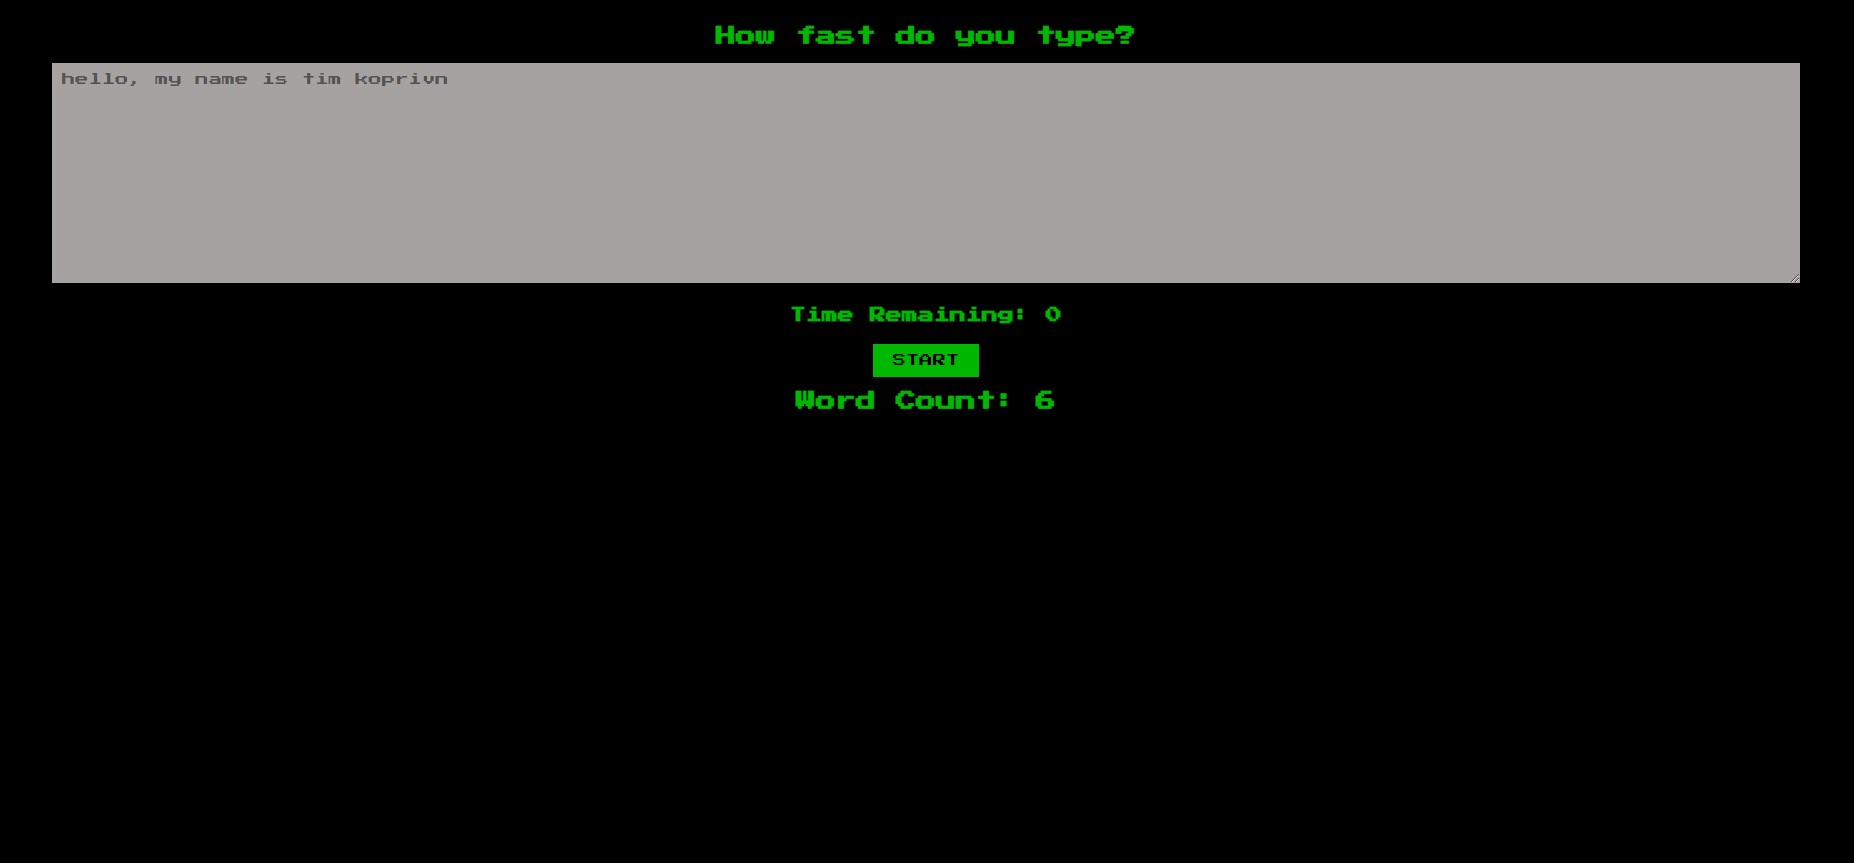 How fast do you type?
hello, my name is tim koprivn
Time Remaining: 0
START
Word Count: 6